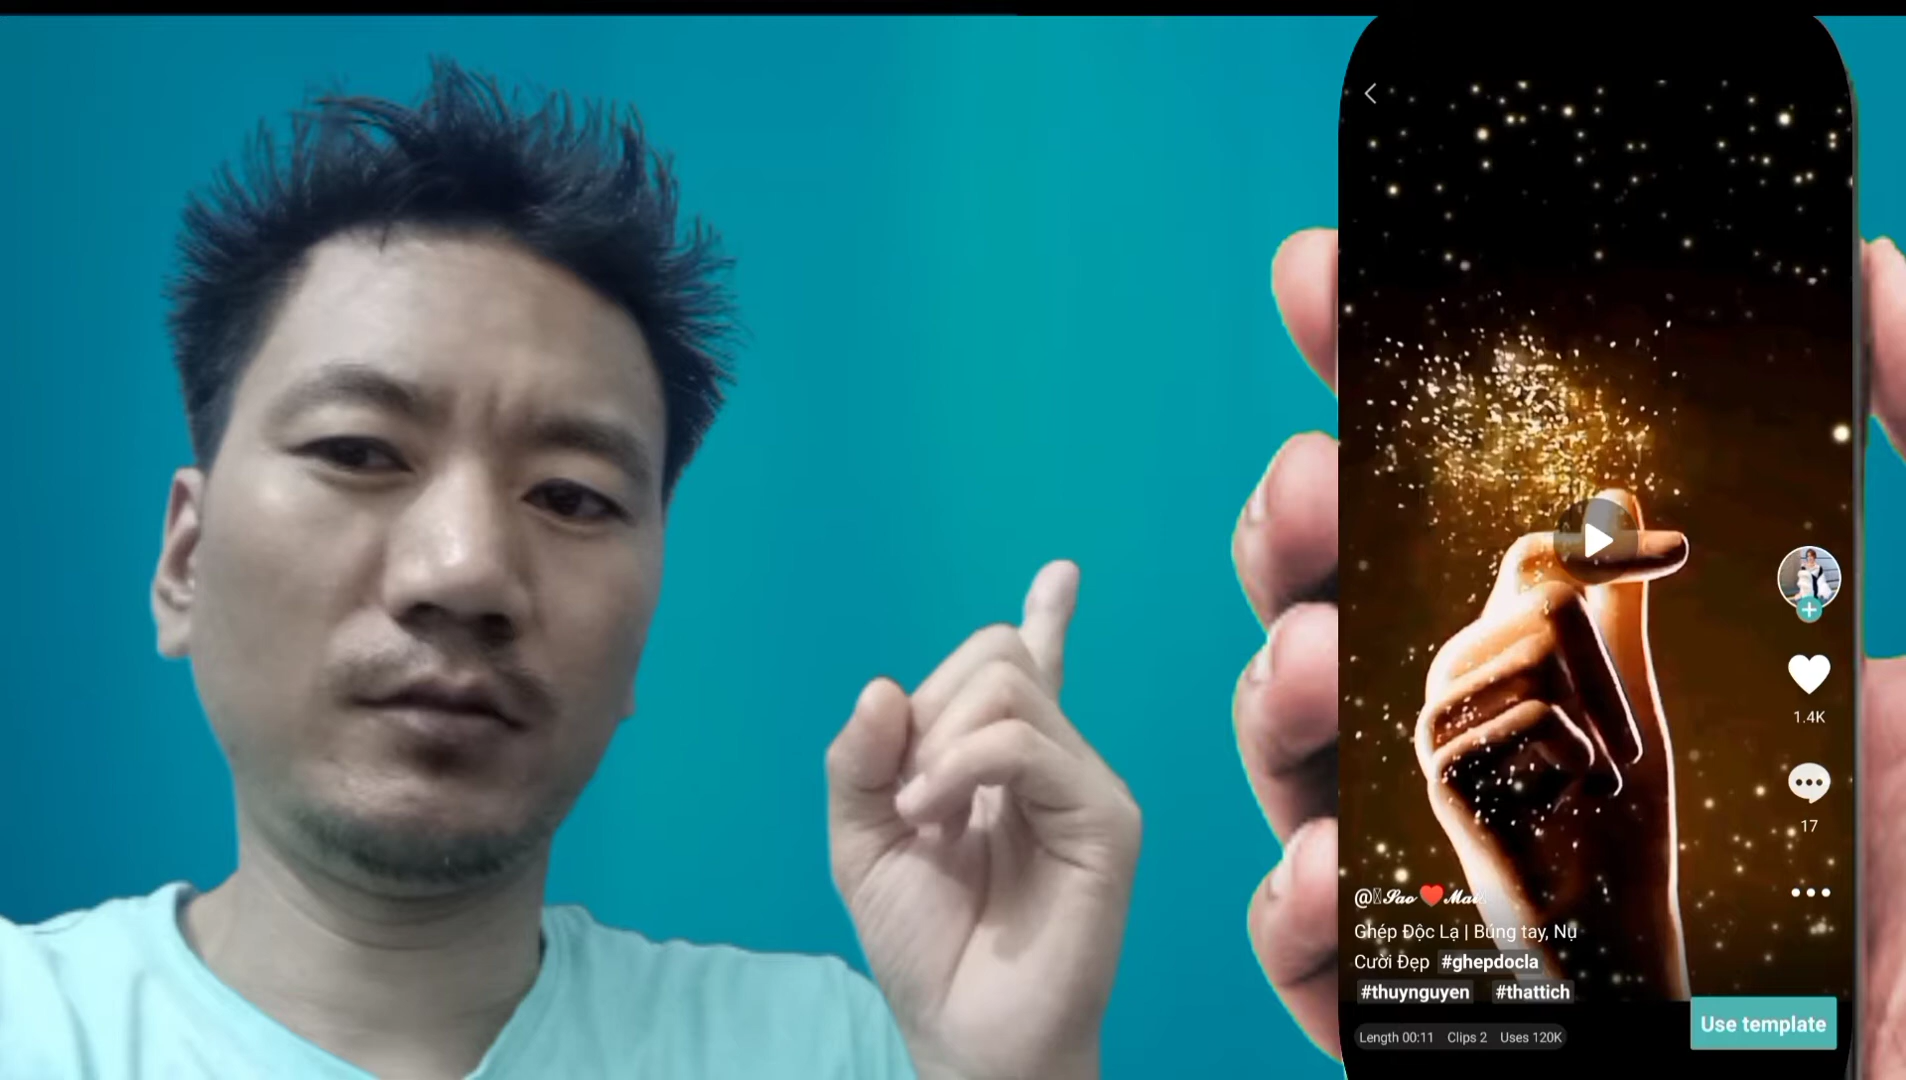 1.4K
17
Ghép Độc Lạ | Búng tay, Nụ
Cười Đẹp #ghepdocla
#thuynguyen #thattich
Length 00:11 Clips 2 Uses 120K
Use template